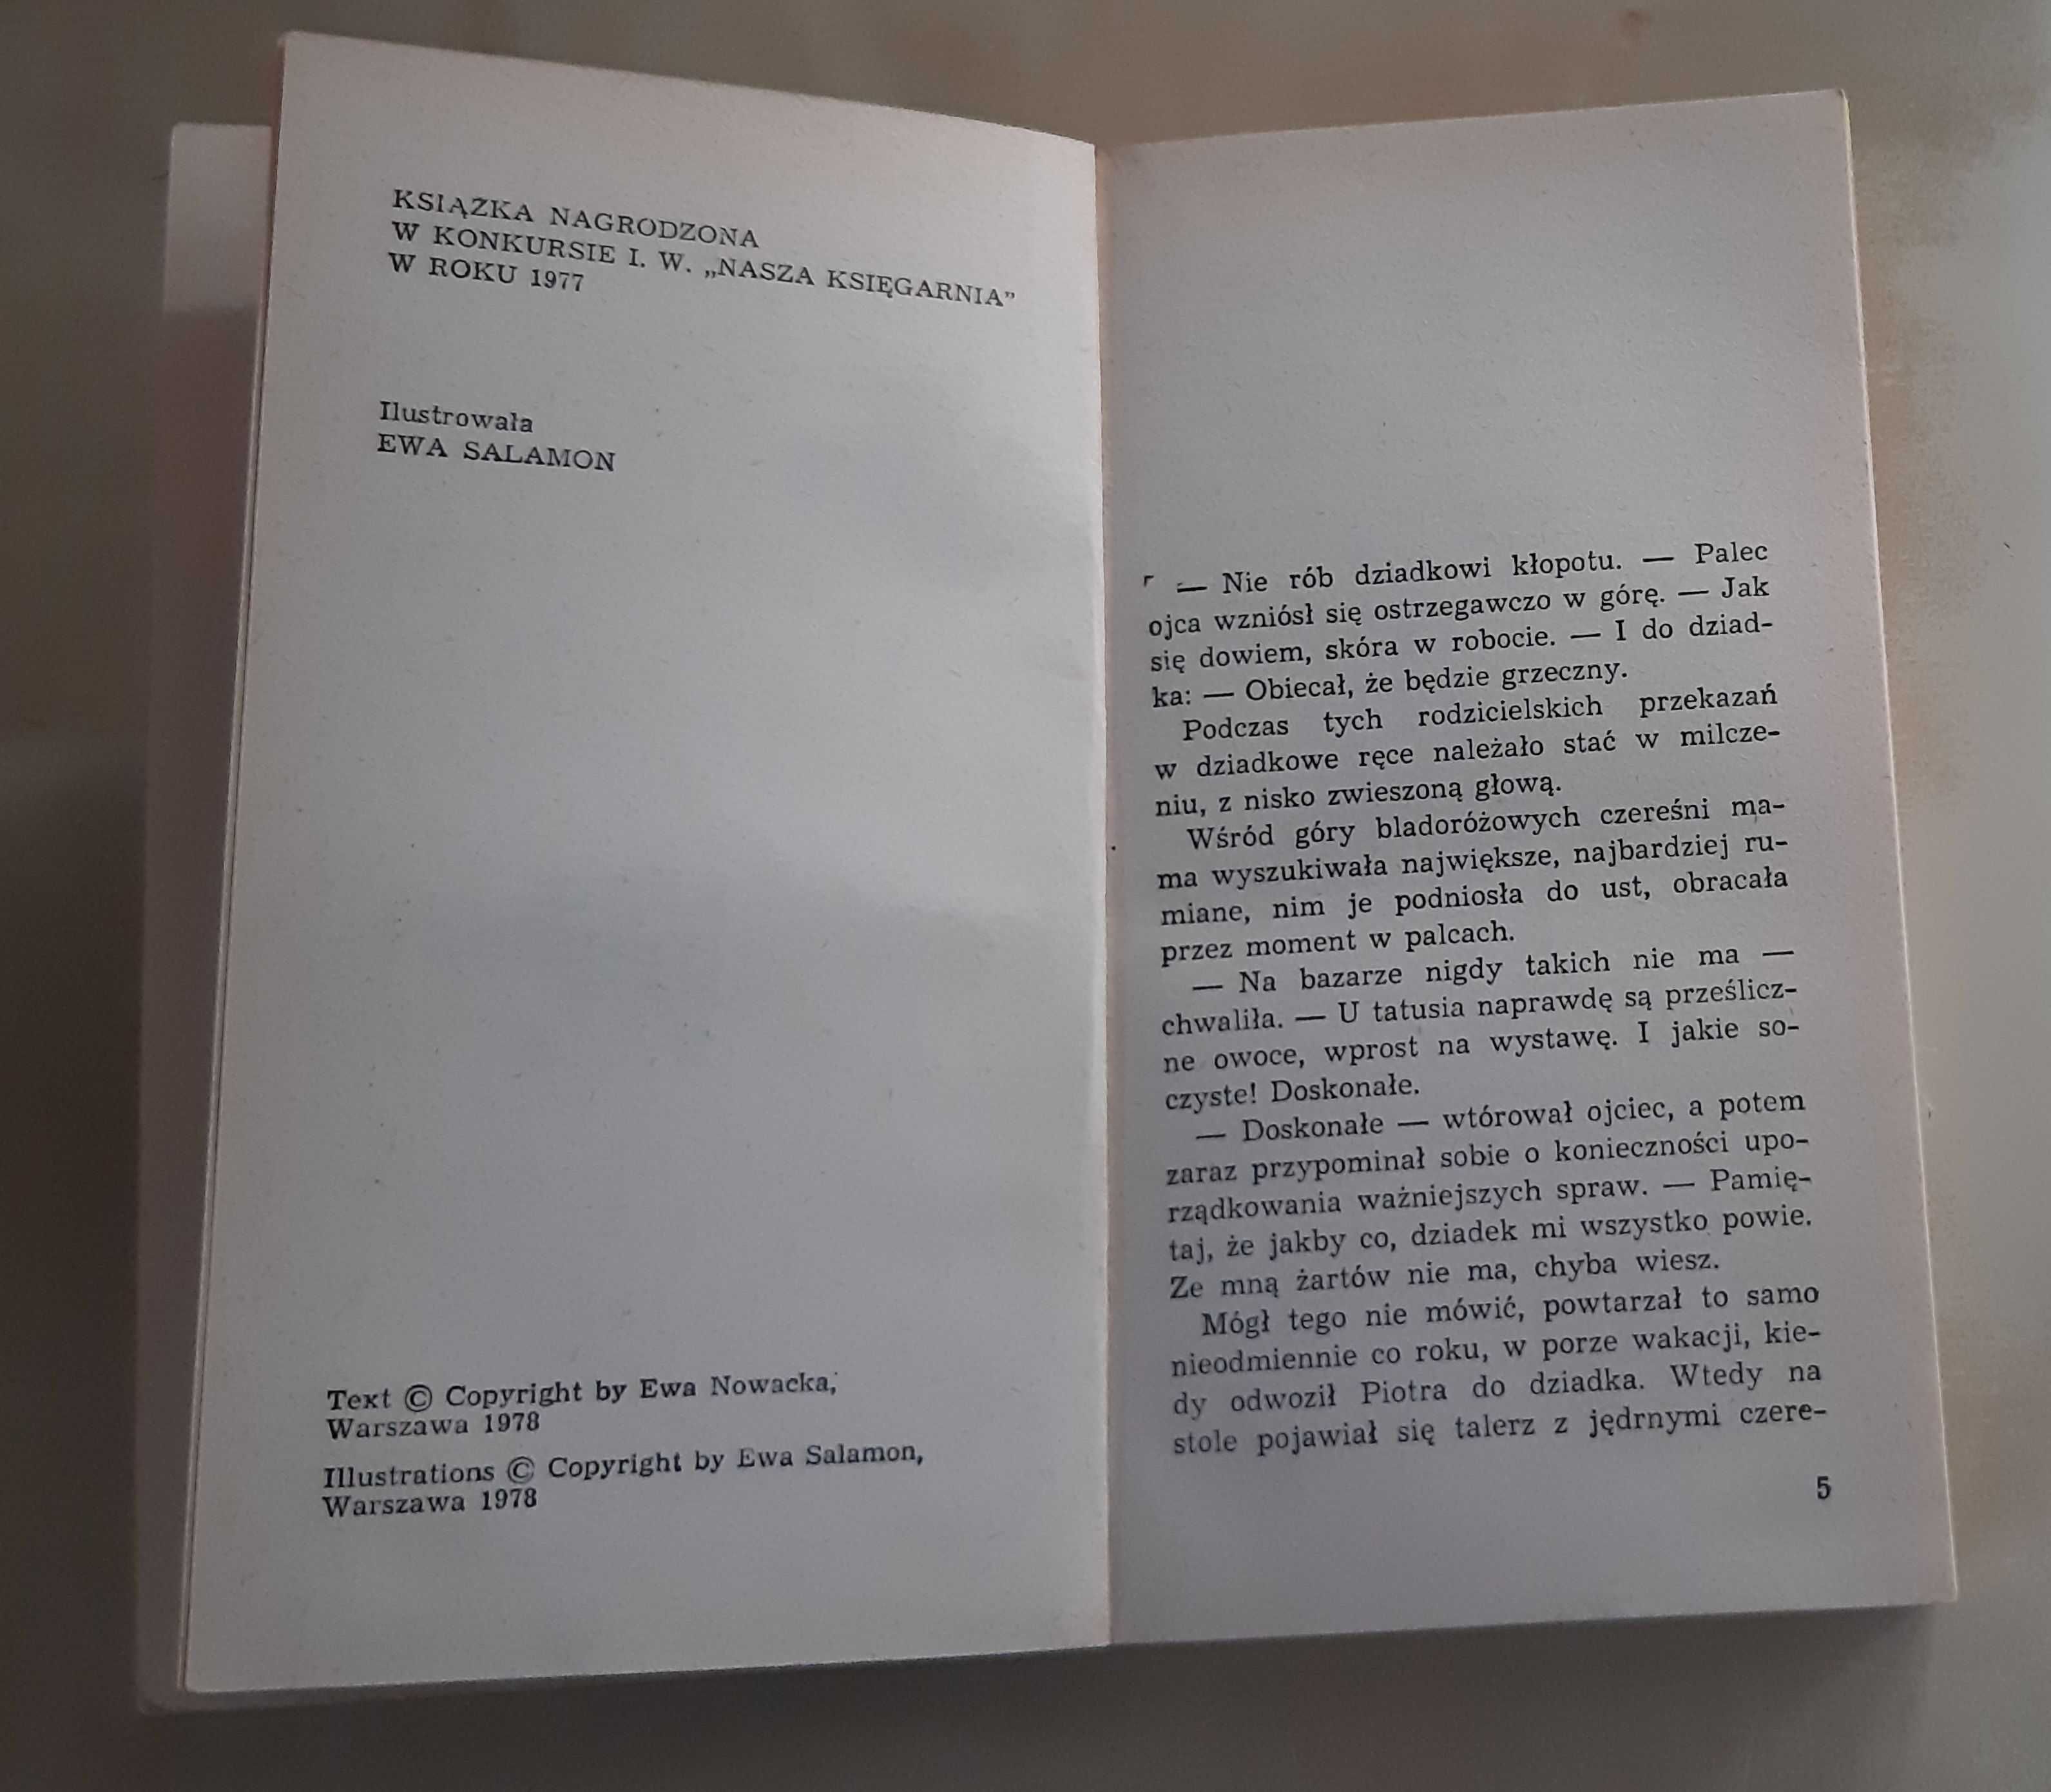 KSIĄŻKA NAGRODZONA
W KONKURSIE I. W. „NASZA KSIĘGARNIA”
W ROKU 1977
Ilustrowała
EWA SALAMON
Text © Copyright by Ewa Nowacka,
Warszawa 1978
Illustrations © Copyright by Ewa Salamon,
Warszawa 1978
— Nie rób dziadkowi kłopotu. — Palec
ojca wzniósł się ostrzegawczo w górę. — Jak
się dowiem, skóra w robocie. — I do dziad-
ka: — Obiecał, że będzie grzeczny.
Podczas tych rodzicielskich przekazań
w dziadkowe ręce należało stać w milcze-
niu, z nisko zwieszoną głową.
Wśród góry bladoróżowych czereśni ma-
ma wyszukiwała największe, najbardziej ru-
miane, nim je podniosła do ust, obracała
przez moment w palcach.
— Na bazarze nigdy takich nie ma —
chwaliła. — U tatusia naprawdę są prześlicz-
ne owoce, wprost na wystawę. I jakie so-
czyste! Doskonałe.
— Doskonałe — wtórował ojciec, a potem
zaraz przypominał sobie o konieczności upo-
rządkowania ważniejszych spraw. — Pamię-
taj, że jakby co, dziadek mi wszystko powie.
Ze mną żartów nie ma, chyba wiesz.
Mógł tego nie mówić, powtarzał to samo
nieodmiennie co roku, w porze wakacji, kie-
dy odwoził Piotra do dziadka. Wtedy na
stole pojawiał się talerz z jędrnymi czere-
5